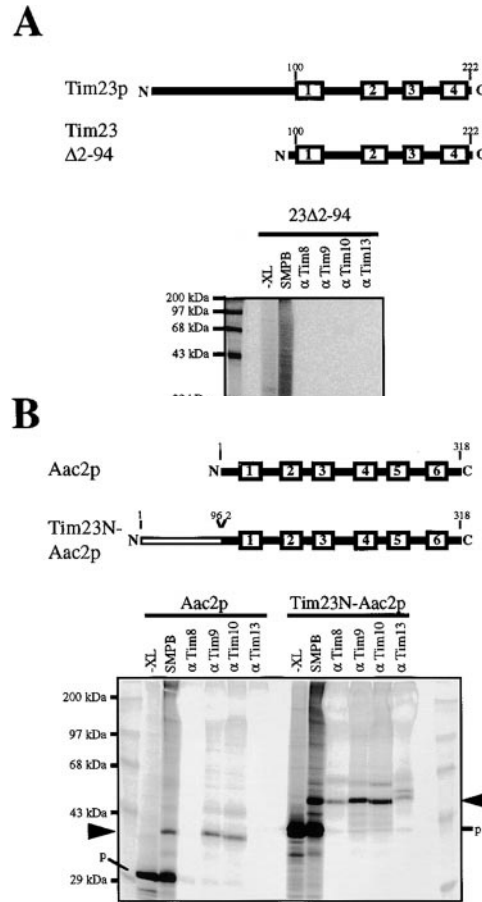 A
100 222
Tim23p N 1 2 3 4 C
Tim23 Δ2-94
100 222
N 1 2 3 4 C
23Δ2-94
-XL SMPB α Tim8 α Tim9 α Tim10 α Tim13
200 kDa
97 kDa
68 kDa
43 kDa
B
1 318
Aac2p N 1 2 3 4 5 6 C
1 96 2 318
Tim23N-Aac2p N 1 2 3 4 5 6 C
Aac2p Tim23N-Aac2p
-XL SMPB α Tim8 α Tim9 α Tim10 α Tim13 -XL SMPB α Tim8 α Tim9 α Tim10 α Tim13
200 kDa
97 kDa
68 kDa
43 kDa
p
p
29 kDa